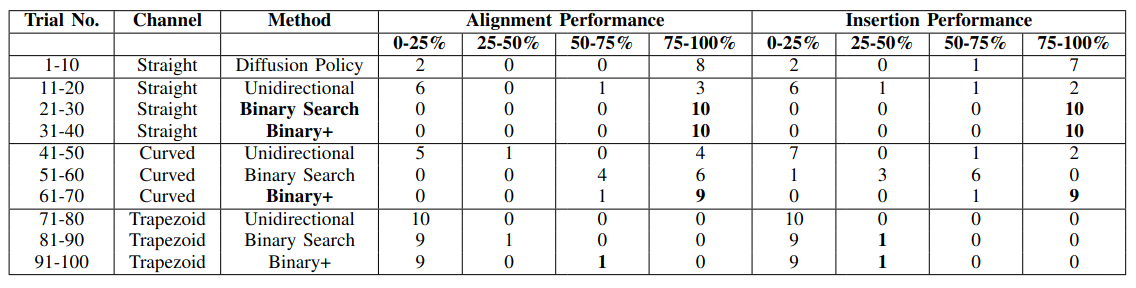 Trial No. Channel Method Alignment Performance Insertion Performance
0-25% 25-50% 50-75% 75-100% 0-25% 25-50% 50-75% 75-100%
1-10 Straight Diffusion Policy 2 0 0 8 2 0 1 7
11-20 Straight Unidirectional 6 0 1 3 6 1 1 2
21-30 Straight Binary Search 0 0 0 10 0 0 0 10
31-40 Straight Binary+ 0 0 0 10 0 0 0 10
41-50 Curved Unidirectional 5 1 0 4 7 0 1 2
51-60 Curved Binary Search 0 0 4 6 1 3 6 0
61-70 Curved Binary+ 0 0 1 9 0 0 1 9
71-80 Trapezoid Unidirectional 10 0 0 0 10 0 0 0
81-90 Trapezoid Binary Search 9 1 0 0 9 1 0 0
91-100 Trapezoid Binary+ 9 0 1 0 9 1 0 0